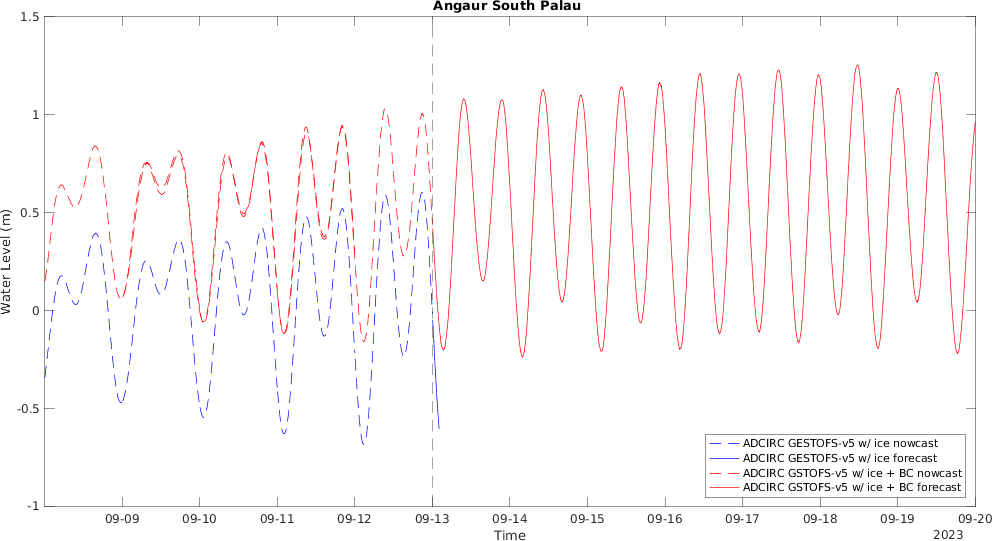 Angaur South Palau
1.5
1
0.5
0
-0.5
-1
Water Level (m)
09-09 09-10 09-11 09-12 09-13 09-14 09-15 09-16 09-17 09-18 09-19 09-20
Time
2023
ADCIRC GESTOFS-v5 w/ ice nowcast
ADCIRC GESTOFS-v5 w/ ice forecast
ADCIRC GSTOFS-v5 w/ ice + BC nowcast
ADCIRC GSTOFS-v5 w/ ice + BC forecast